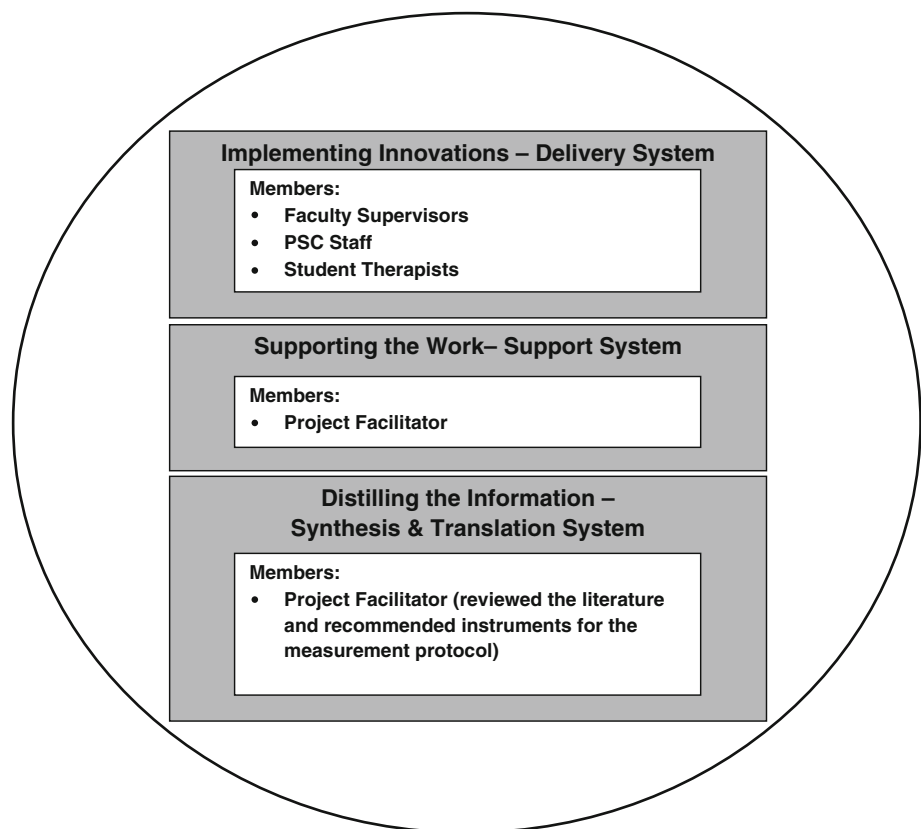 Implementing Innovations – Delivery System
Members:
• Faculty Supervisors
• PSC Staff
• Student Therapists
Supporting the Work– Support System
Members:
• Project Facilitator
Distilling the Information –
Synthesis & Translation System
Members:
• Project Facilitator (reviewed the literature
and recommended instruments for the
measurement protocol)